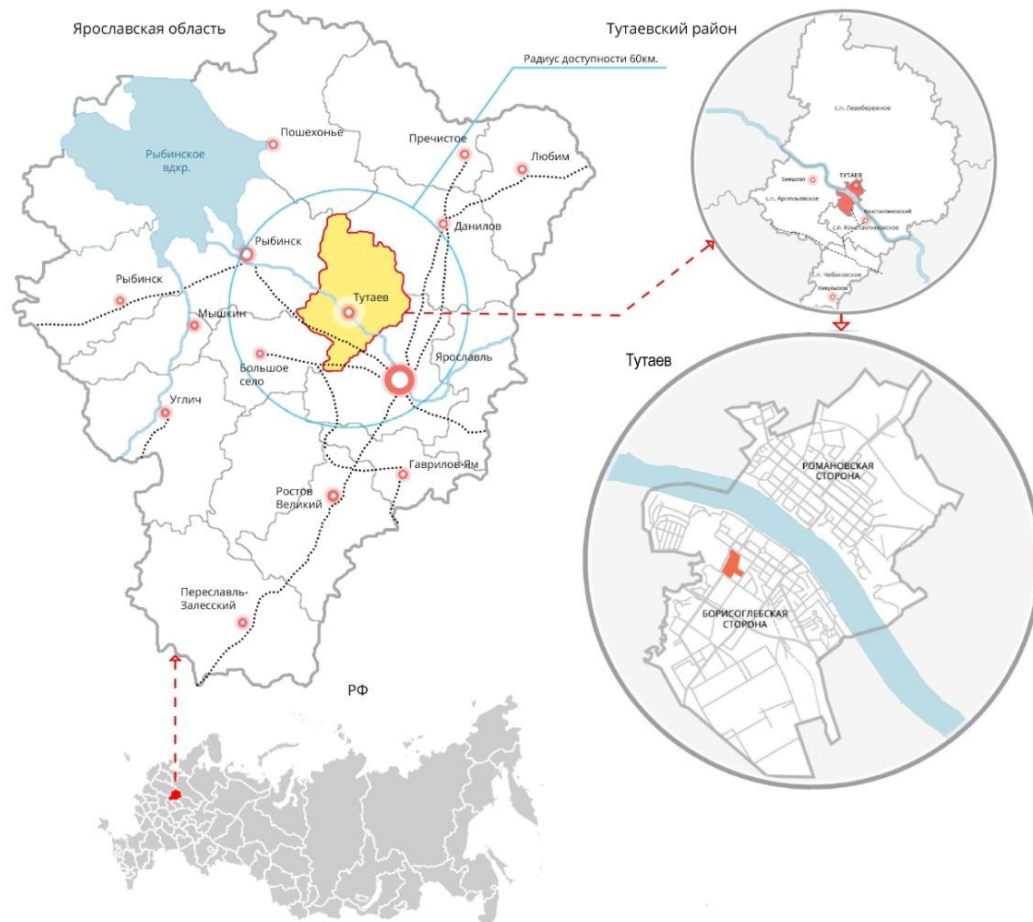 Ярославская область
Тутаевский район
Радиус доступности 60км.
Пошехонье
Пречистое
Любим
Рыбинское
вдхр.
Данилов
Рыбинск
Рыбинск
Тутаев
Мышкин
Большое
село
Ярославль
Углич
Гаврилов-Ям
Ростов
Великий
Переславль-
Залесский
РФ
с.п. Левобережное
ТУТАЕВ
с.п. Артемьевское
Константиновский
с.п. Константиновское
с.п. Чебаковское
Никульское
Тутаев
РОМАНОВСКАЯ
СТОРОНА
БОРИСОГЛЕБСКАЯ
СТОРОНА